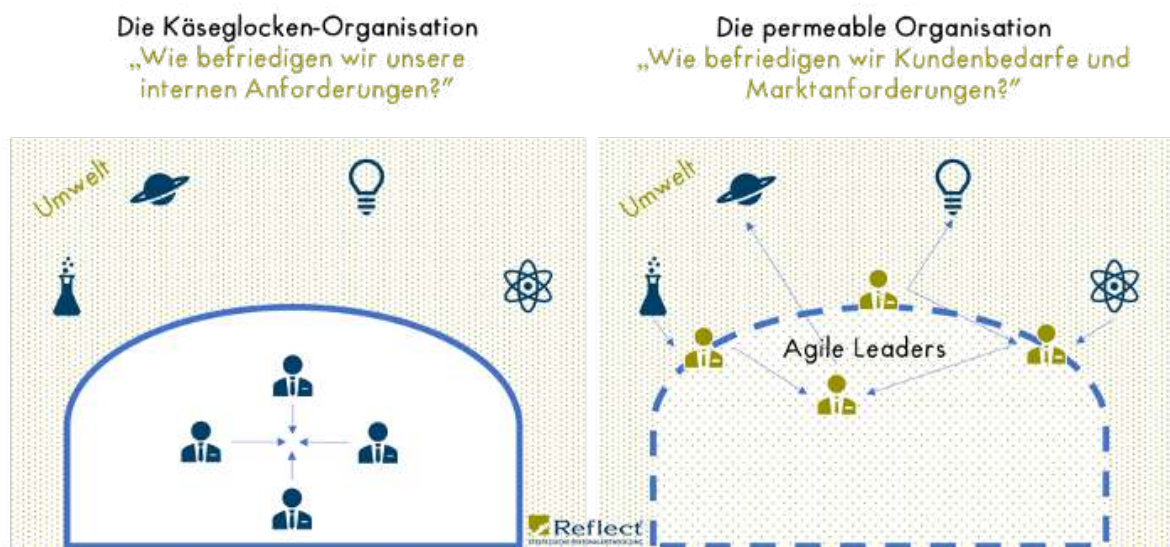 Die Käseglocken-Organisation
„Wie befriedigen wir unsere
internen Anforderungen?"
Die permeable Organisation
„Wie befriedigen wir Kundenbedarfe und
Marktanforderungen?"
Umwelt
Umwelt
Agile Leaders
Reflect